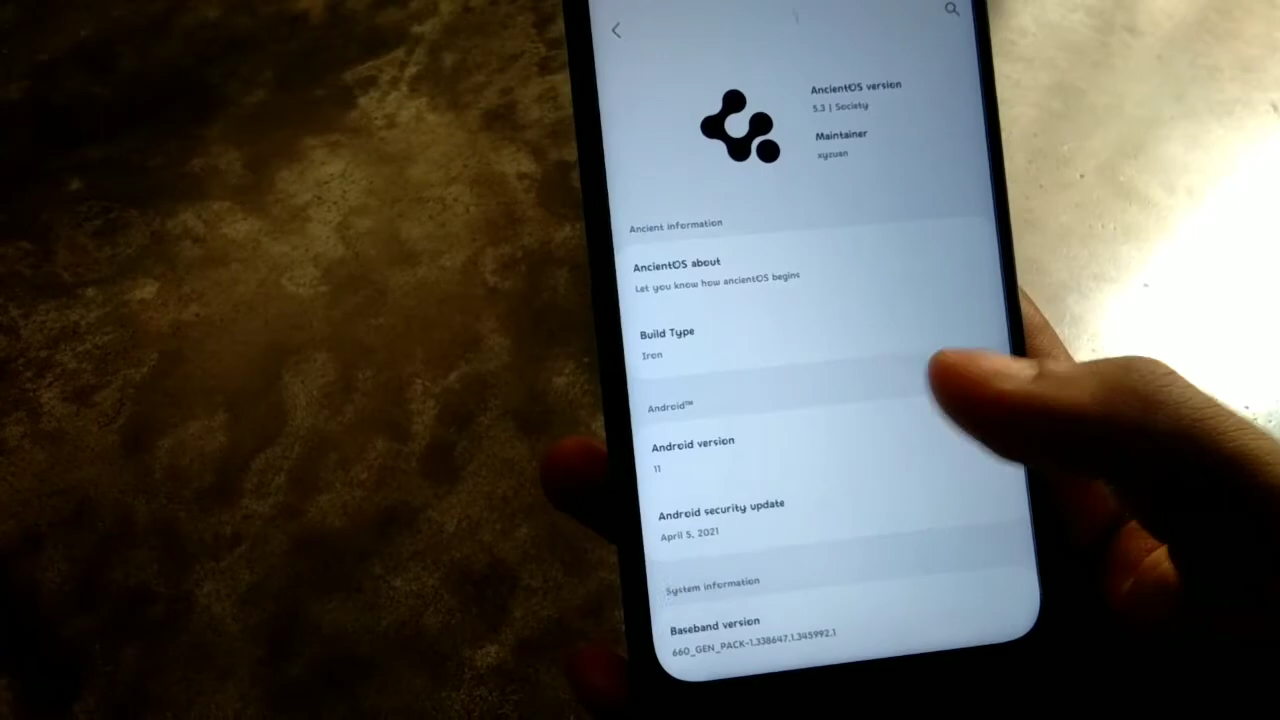 AncientOS version
5.3 | Society
Maintainer
xyzuan
Ancient information
AncientOS about
Let you know how ancientOS begins
Build Type
Iron
Android™
Android version
11
Android security update
April 5, 2021
System information
Baseband version
660_GEN_PACK-1.338647.1.345992.1